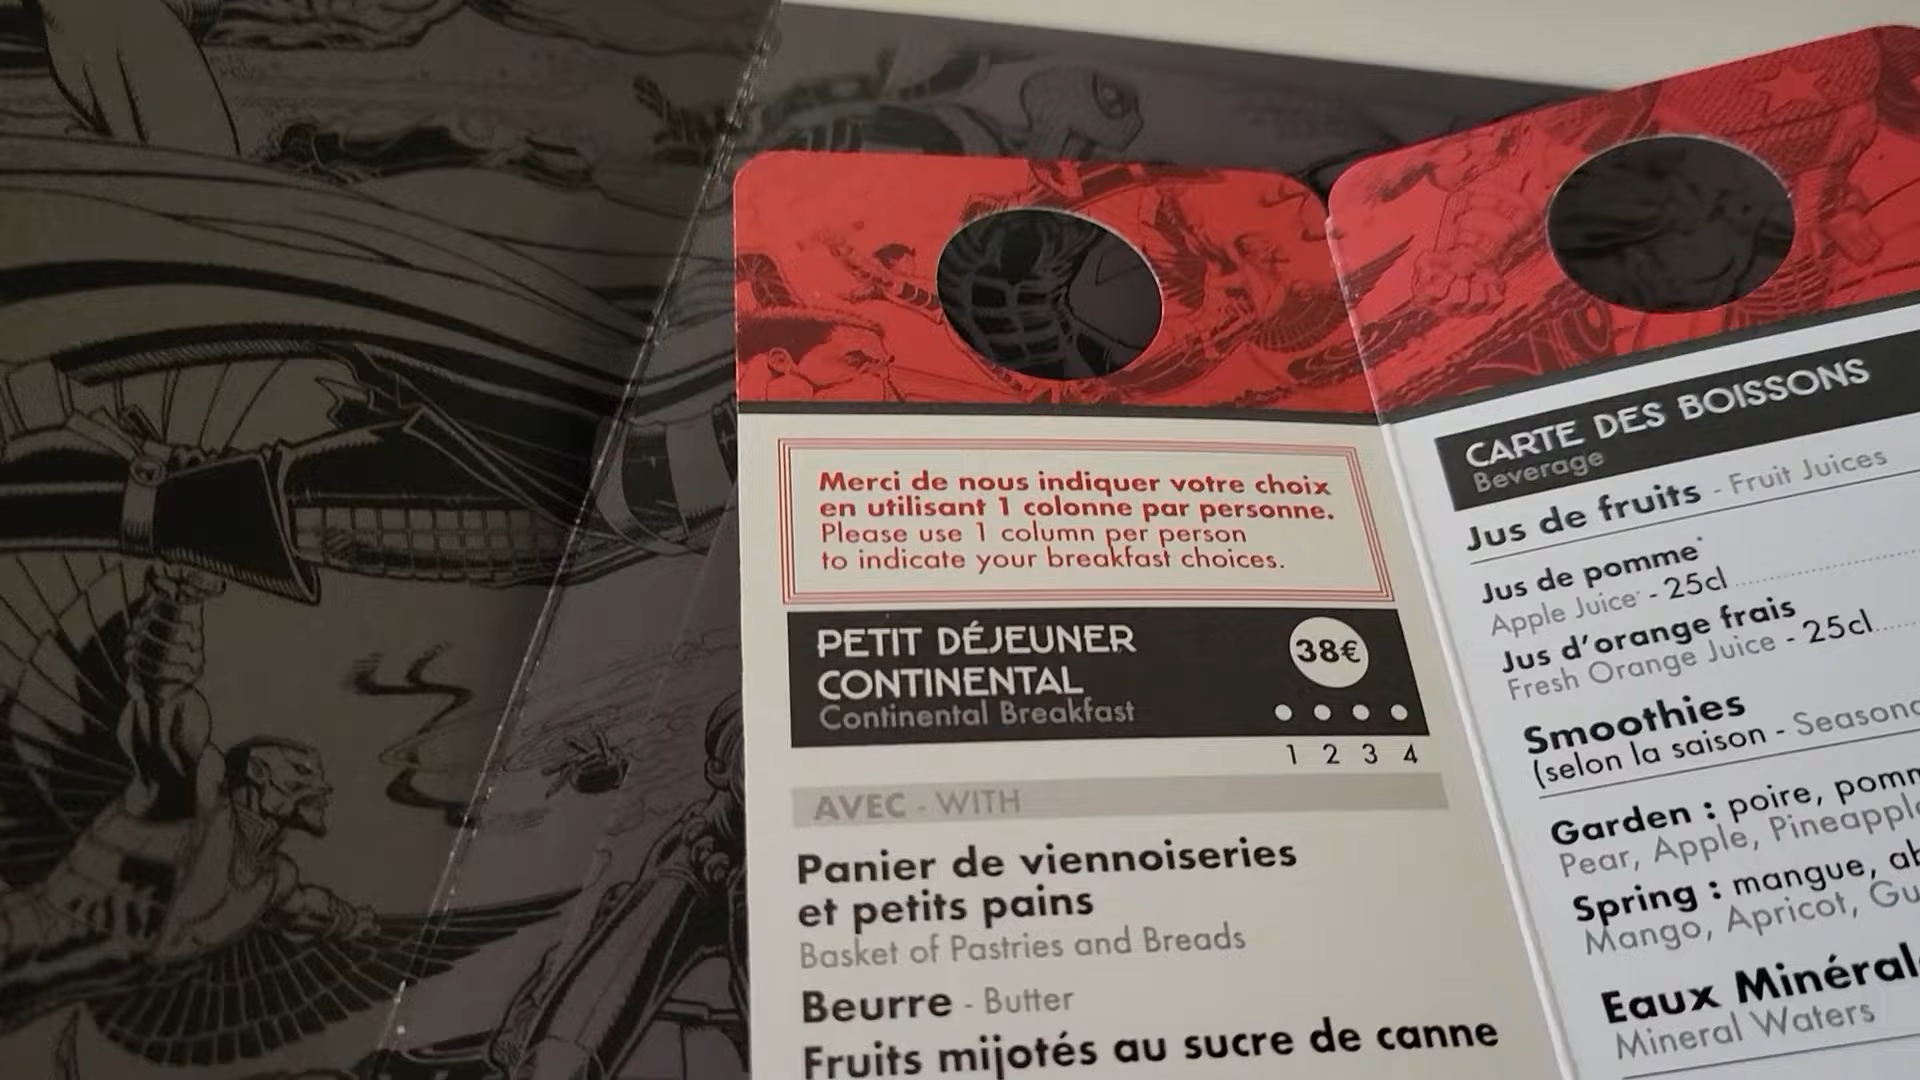 Merci de nous indiquer votre choix
en utilisant 1 colonne par personne.
Please use 1 column per person
to indicate your breakfast choices.
PETIT DÉJEUNER
CONTINENTAL
Continental Breakfast
38€
1 2 3 4
AVEC - WITH
Panier de viennoiseries
et petits pains
Basket of Pastries and Breads
Beurre - Butter
Fruits mijotés au sucre de canne
CARTE DES BOISSONS
Beverage
Jus de fruits - Fruit Juices
Jus de pomme*
Apple Juice* - 25cl
Jus d'orange frais
Fresh Orange Juice - 25cl
Smoothies
(selon la saison -
Garden : poire,
Pear, Apple,
Spring : mangue,
Mango, Apricot,
Eaux
Mineral Waters